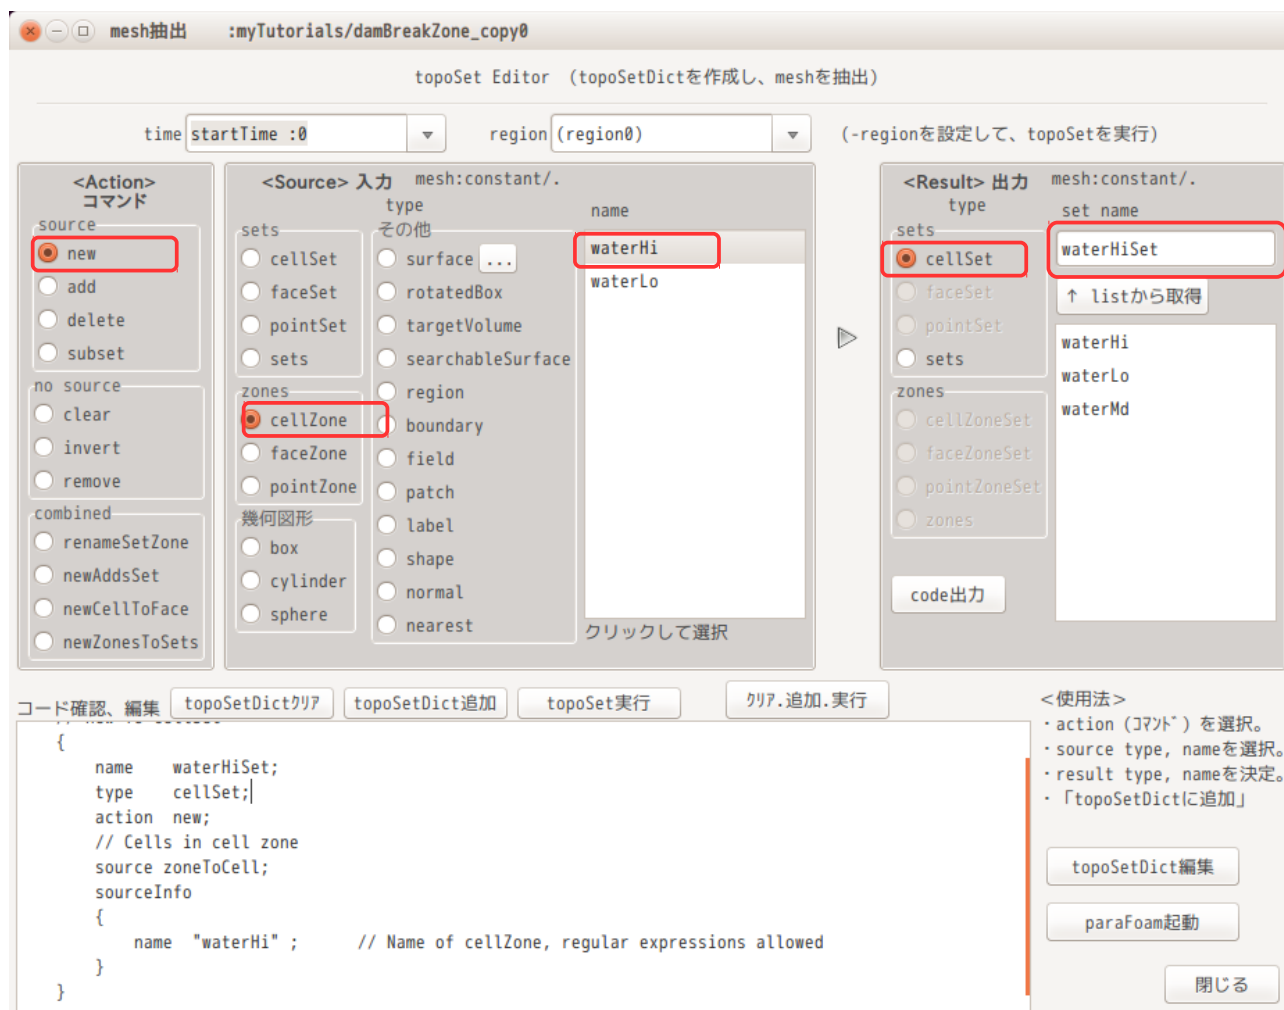 mesh抽出 :myTutorials/damBreakZone_copy0
topoSet Editor （topoSetDictを作成し、meshを抽出）
time startTime :0 region (region0) (-regionを設定して、topoSetを実行)
<Action>
コマンド
source
new
add
delete
subset
no source
clear
invert
remove
combined
renameSetZone
newAddsSet
newCellToFace
newZonesToSets
<Source> 入力 mesh:constant/.
type
name
sets
cellSet
faceSet
pointSet
sets
zones
cellZone
faceZone
pointZone
幾何図形
box
cylinder
sphere
その他
surface ...
rotatedBox
targetVolume
searchableSurface
region
boundary
field
patch
label
shape
normal
nearest
waterHi
waterLo
クリックして選択
<Result> 出力 mesh:constant/.
type
set name
sets
cellSet
faceSet
pointSet
sets
zones
cellZoneSet
faceZoneSet
pointZoneSet
zones
code出力
waterHiSet
↑ listから取得
waterHi
waterLo
waterMd
コード確認、編集 topoSetDictｸﾘｱ topoSetDict追加 topoSet実行 ｸﾘｱ.追加.実行
{
name waterHiSet;
type cellSet;
action new;
// Cells in cell zone
source zoneToCell;
sourceInfo
{
name "waterHi" ; // Name of cellZone, regular expressions allowed
}
}
＜使用法＞
・action（ｺﾏﾝﾄﾞ）を選択。
・source type, nameを選択。
・result type, nameを決定。
・「topoSetDictに追加」
topoSetDict編集
paraFoam起動
閉じる